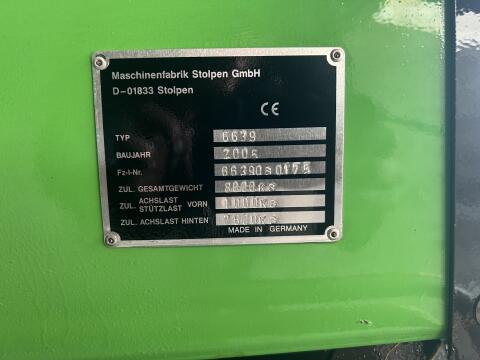 Maschinenfabrik Stolpen GmbH
D-01833 Stolpen
CE
TYP 6639
BAUJAHR
Fz-I-Nr.
ZUL. GESAMTGEWICHT 8000KG
ZUL. ACHSLAST
STÜTZLAST VORN 1000KG
ZUL. ACHSLAST HINTEN
MADE IN GERMANY